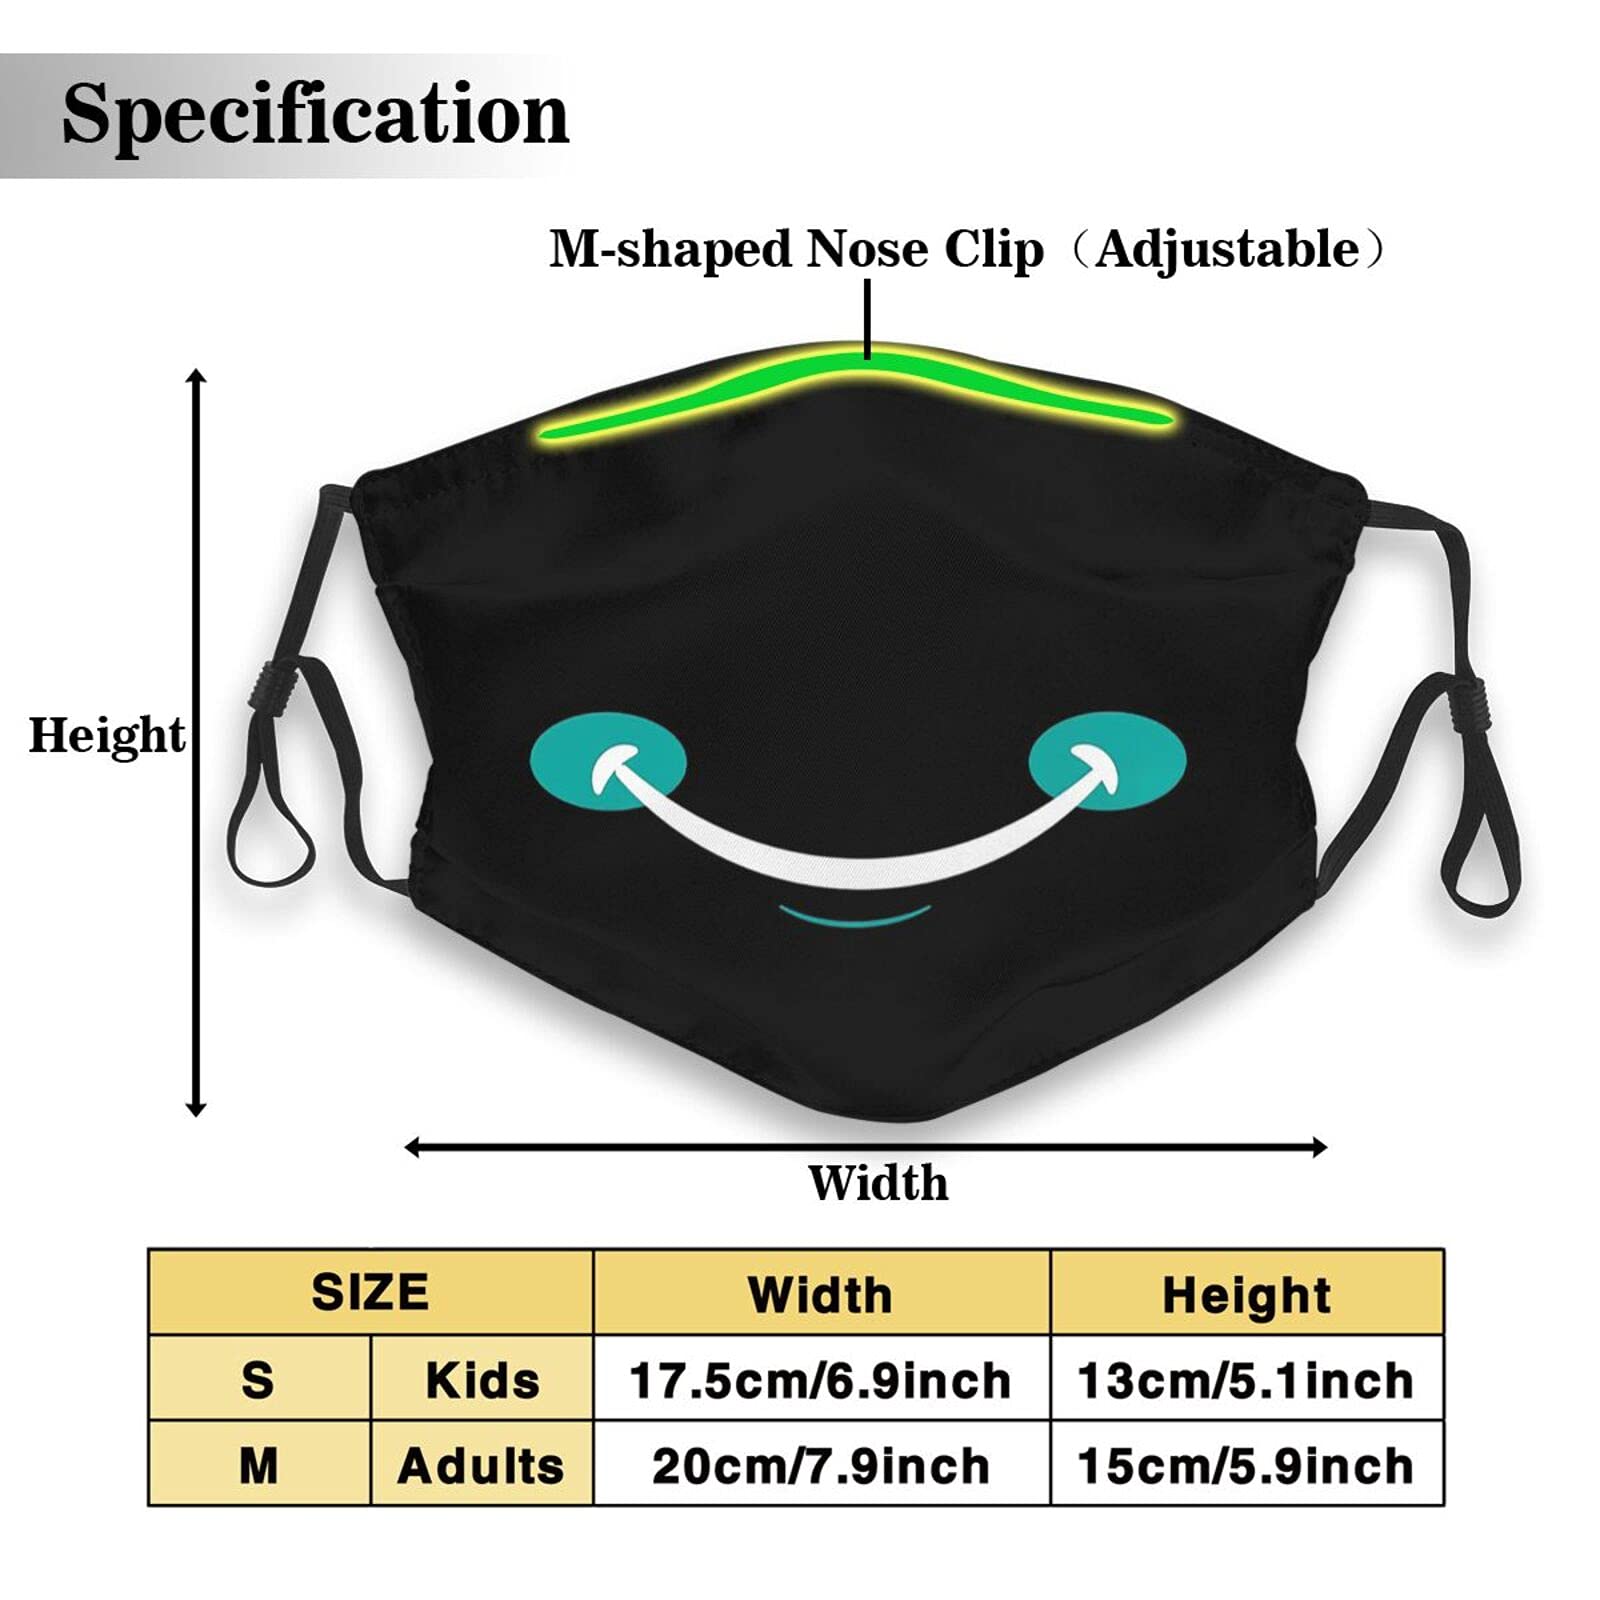 Specification
M-shaped Nose Clip（Adjustable）
Height
Width
SIZE Width Height
S Kids 17.5cm/6.9inch 13cm/5.1inch
M Adults 20cm/7.9inch 15cm/5.9inch